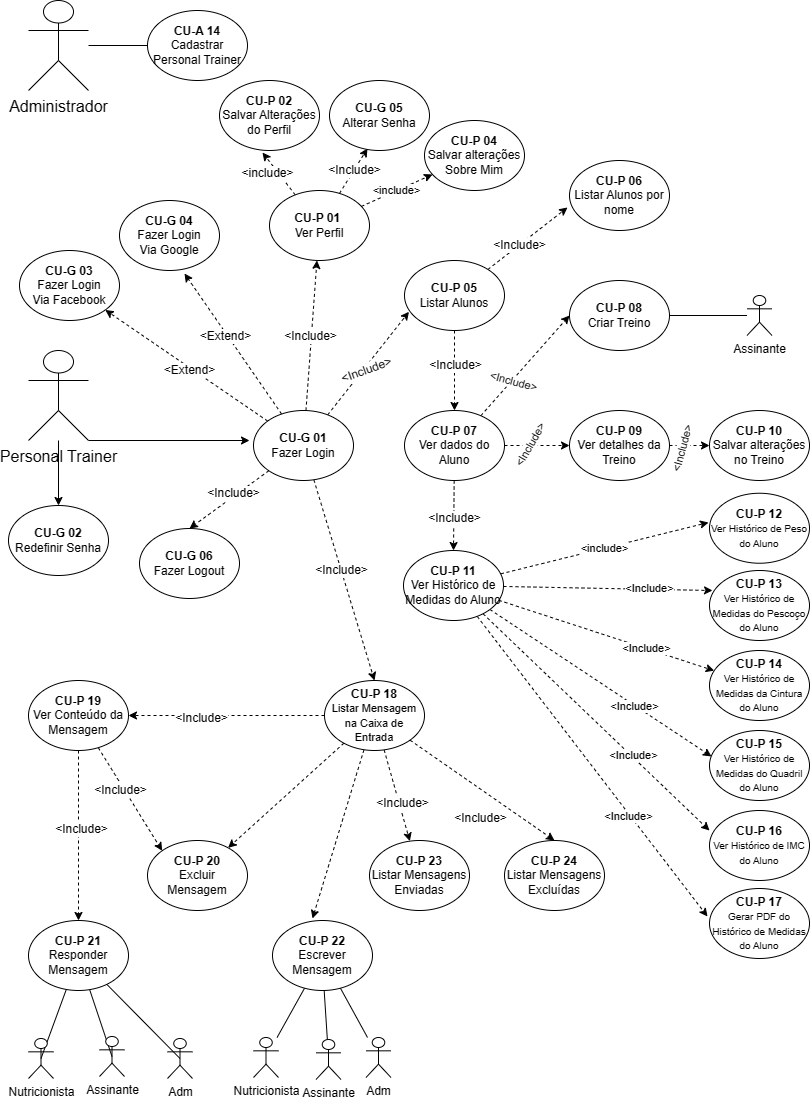 CU-A 14
Cadastrar
Personal Trainer
Administrador
CU-P 02
Salvar Alterações
do Perfil
CU-G 05
Alterar Senha
CU-P 04
Salvar alterações
Sobre Mim
<include>
<Include>
<include>
CU-P 06
Listar Alunos por
nome
CU-P 01
Ver Perfil
CU-G 04
Fazer Login
Via Google
<Include>
CU-G 03
Fazer Login
Via Facebook
CU-P 05
Listar Alunos
CU-P 08
Criar Treino
Assinante
<Extend>
<Include>
<Extend>
<Include>
<Include>
<Include>
Personal Trainer
CU-G 01
Fazer Login
CU-P 07
Ver dados do
Aluno
<Include>
CU-P 09
Ver detalhes da
Treino
<Include>
CU-P 10
Salvar alterações
no Treino
<Include>
<Include>
CU-G 02
Redefinir Senha
CU-G 06
Fazer Logout
<Include>
CU-P 11
Ver Histórico de
Medidas do Aluno
<include>
CU-P 12
Ver Histórico de Peso
do Aluno
<Include>
CU-P 13
Ver Histórico de
Medidas do Pescoço
do Aluno
<Include>
CU-P 14
Ver Histórico de
Medidas da Cintura
do Aluno
<Include>
CU-P 15
Ver Histórico de
Medidas do Quadril
do Aluno
<Include>
CU-P 16
Ver Histórico de IMC
do Aluno
<Include>
CU-P 17
Gerar PDF do
Histórico de Medidas
do Aluno
CU-P 19
Ver Conteúdo da
Mensagem
<Include>
CU-P 18
Listar Mensagem
na Caixa de
Entrada
<Include>
<Include>
<Include>
<Include>
CU-P 20
Excluir
Mensagem
CU-P 23
Listar Mensagens
Enviadas
CU-P 24
Listar Mensagens
Excluídas
CU-P 21
Responder
Mensagem
CU-P 22
Escrever
Mensagem
Nutricionista
Assinante
Adm
Nutricionista
Assinante
Adm